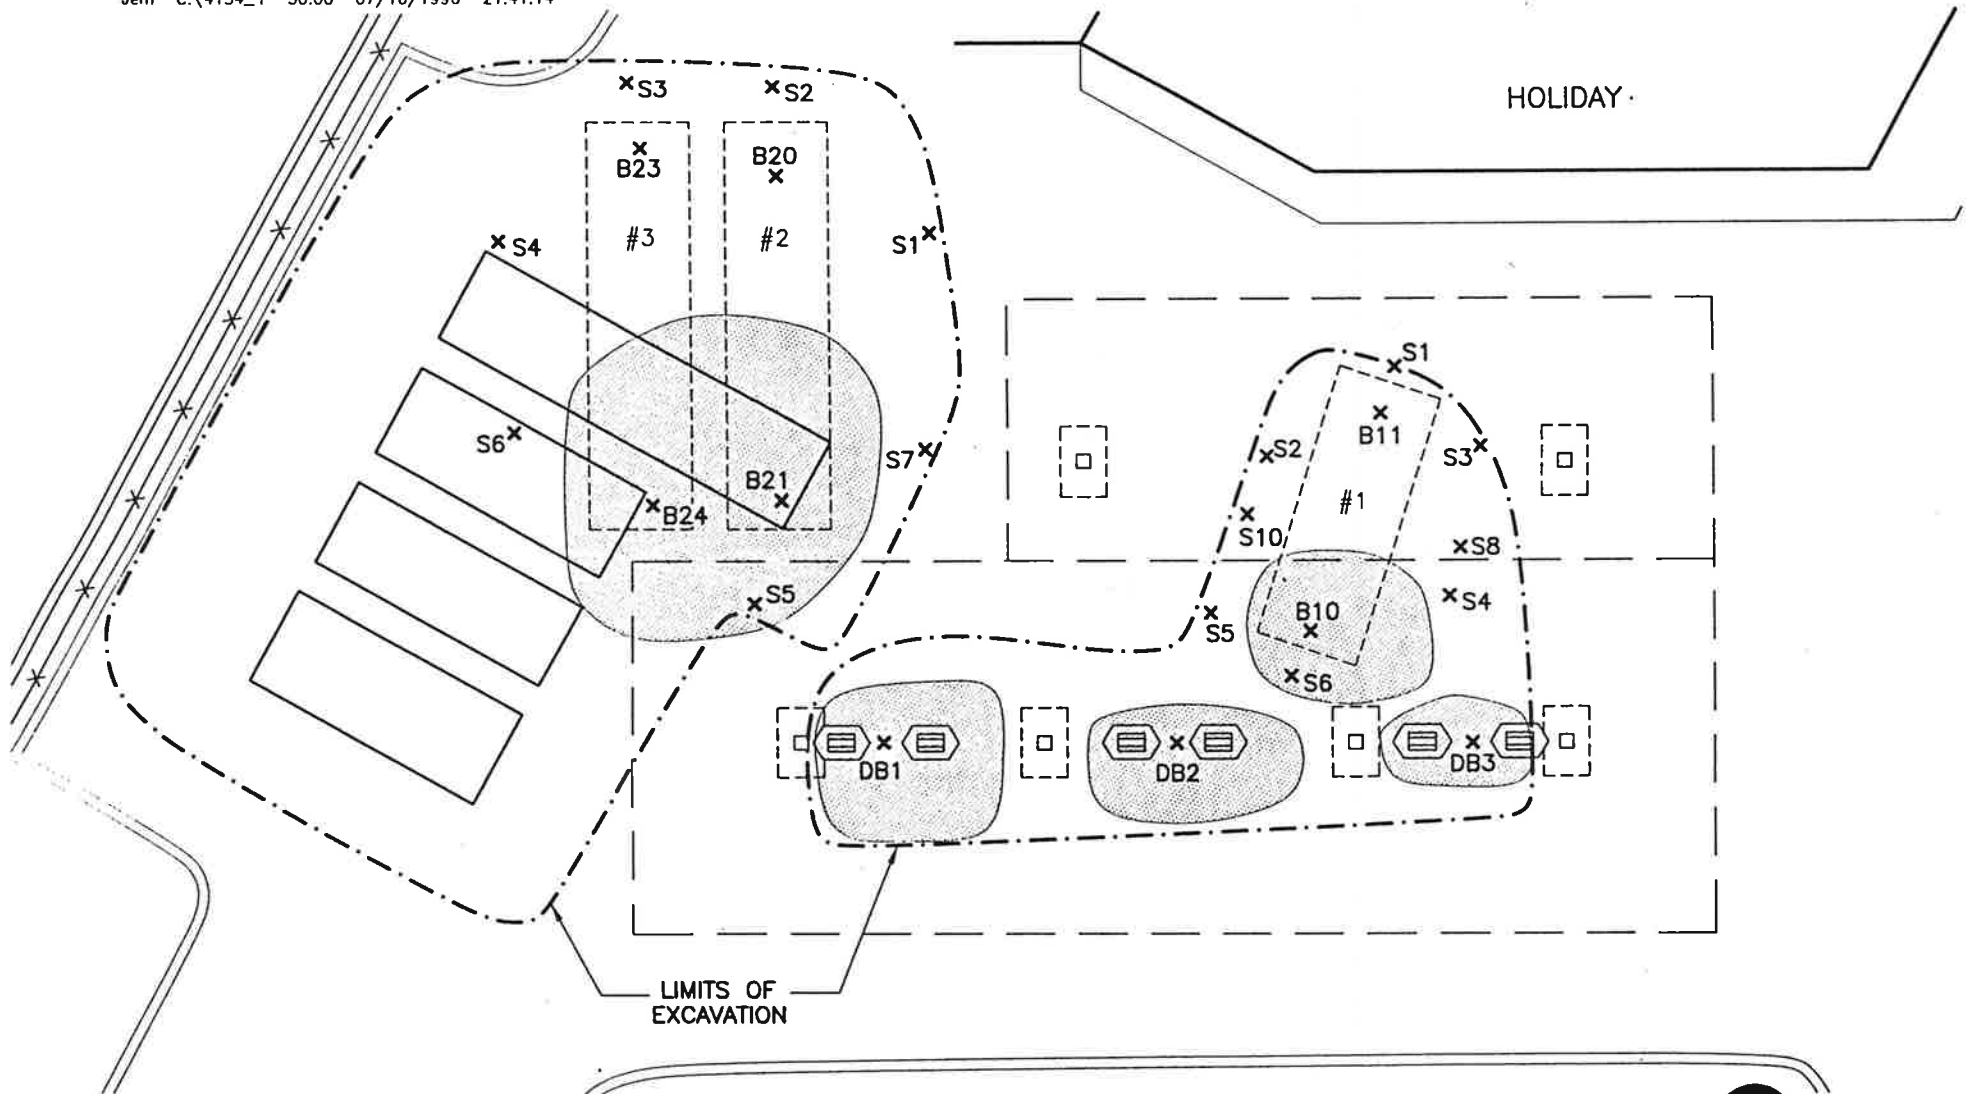 HOLIDAY
S3
S2
B23
B20
#3
#2
S1
S4
S6
S7
B21
B24
S5
S1
B11
S2
S3
#1
S10
S8
S4
B10
S5
S6
DB1
DB2
DB3
LIMITS OF
EXCAVATION